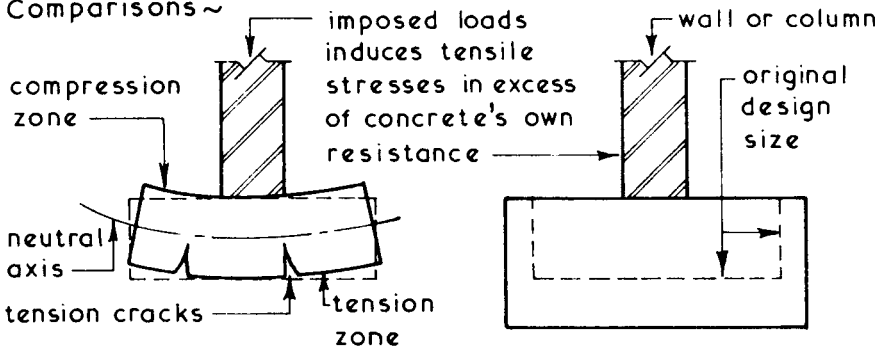 Comparisons ~
imposed loads
induces tensile
stresses in excess
of concrete's own
resistance
wall or column
original
design
size
compression
zone
neutral
axis
tension cracks
tension
zone